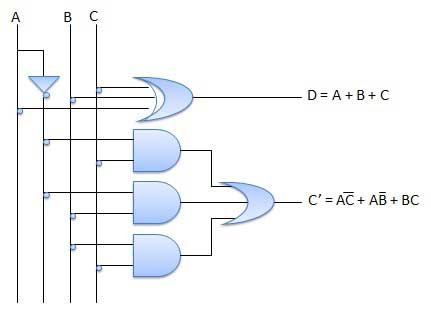 A B C
D = A + B + C
C’ = AC̅ + AB̅ + BC